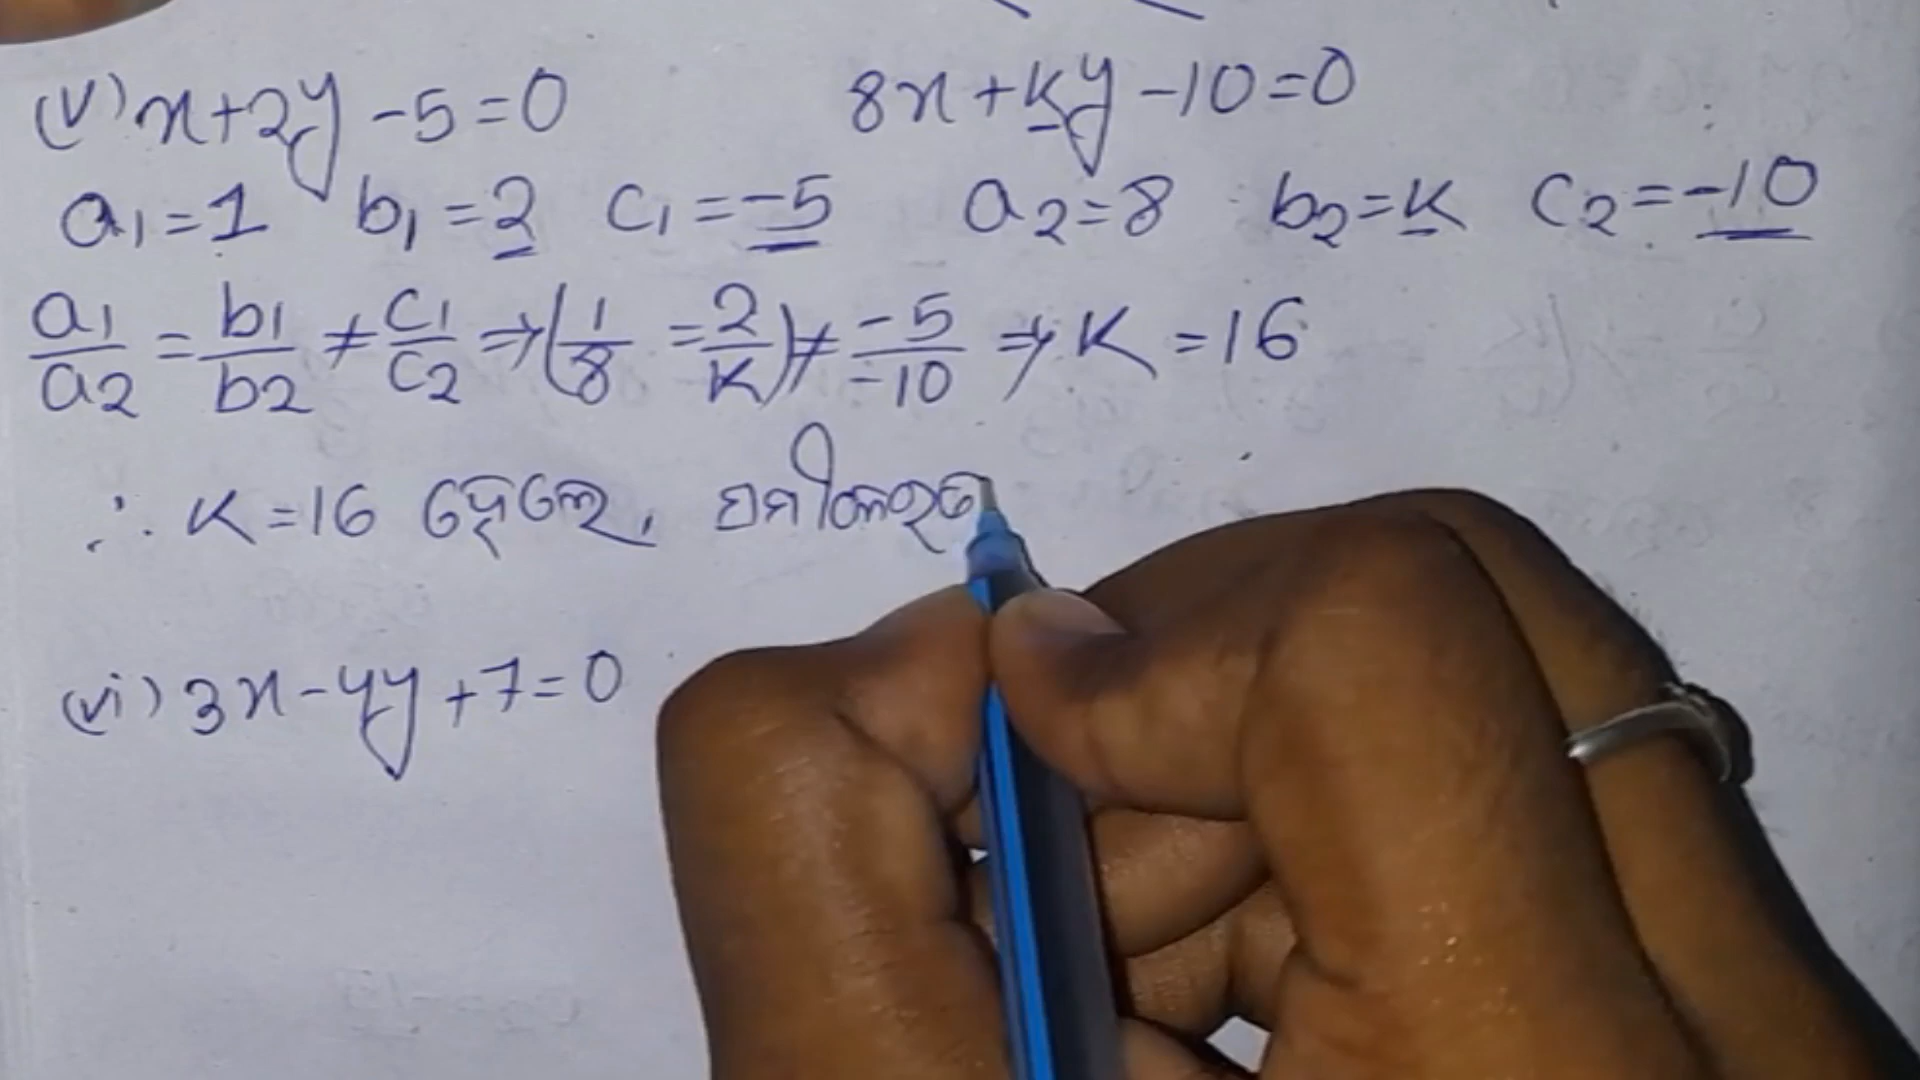 (v) x+2y-5=0 8x+ky-10=0
a1=1 b1=2 c1=-5 a2=8 b2=k c2=-10
a1/a2 = b1/b2 ≠ c1/c2 ⇒ (1/8 = 2/k) ≠ -5/-10 ⇒ K=16
∴ K=16 ହେଲେ,
(vi) 3x-4y+7=0